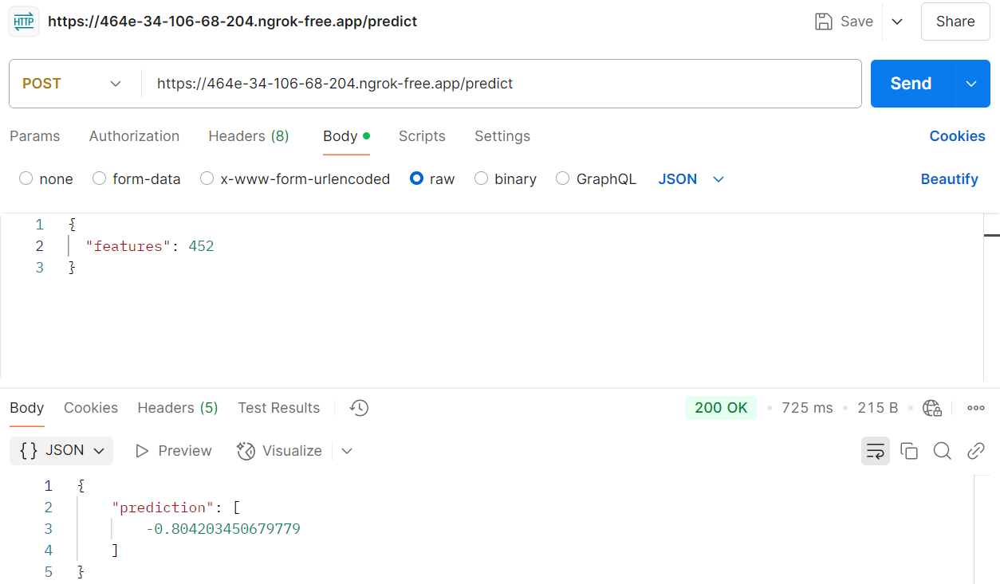 HTTP https://464e-34-106-68-204.ngrok-free.app/predict Save Share
POST https://464e-34-106-68-204.ngrok-free.app/predict Send
Params Authorization Headers (8) Body Scripts Settings Cookies
none form-data x-www-form-urlencoded raw binary GraphQL JSON Beautify
1 {
2 "features": 452
3 }
Body Cookies Headers (5) Test Results 200 OK 725 ms 215 B
{} JSON Preview Visualize
1 {
2 "prediction": [
3 -0.804203450679779
4 ]
5 }